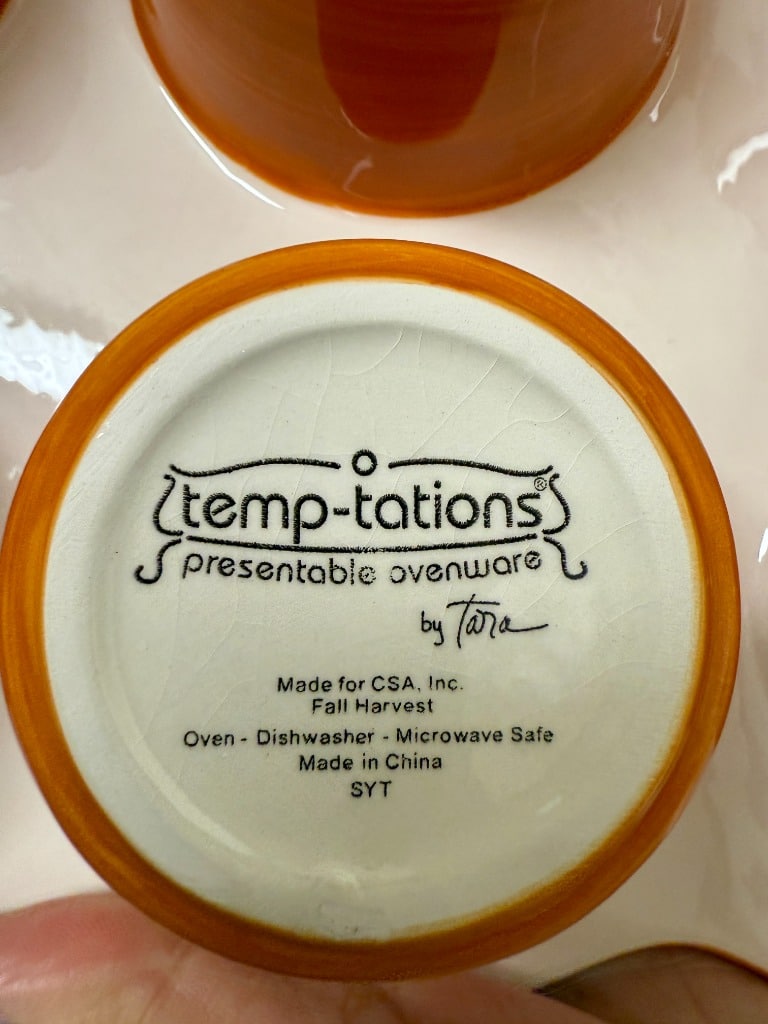 temp-tations®
presentable ovenware
by Tara
Made for CSA, Inc.
Fall Harvest
Oven - Dishwasher - Microwave Safe
Made in China
SYT